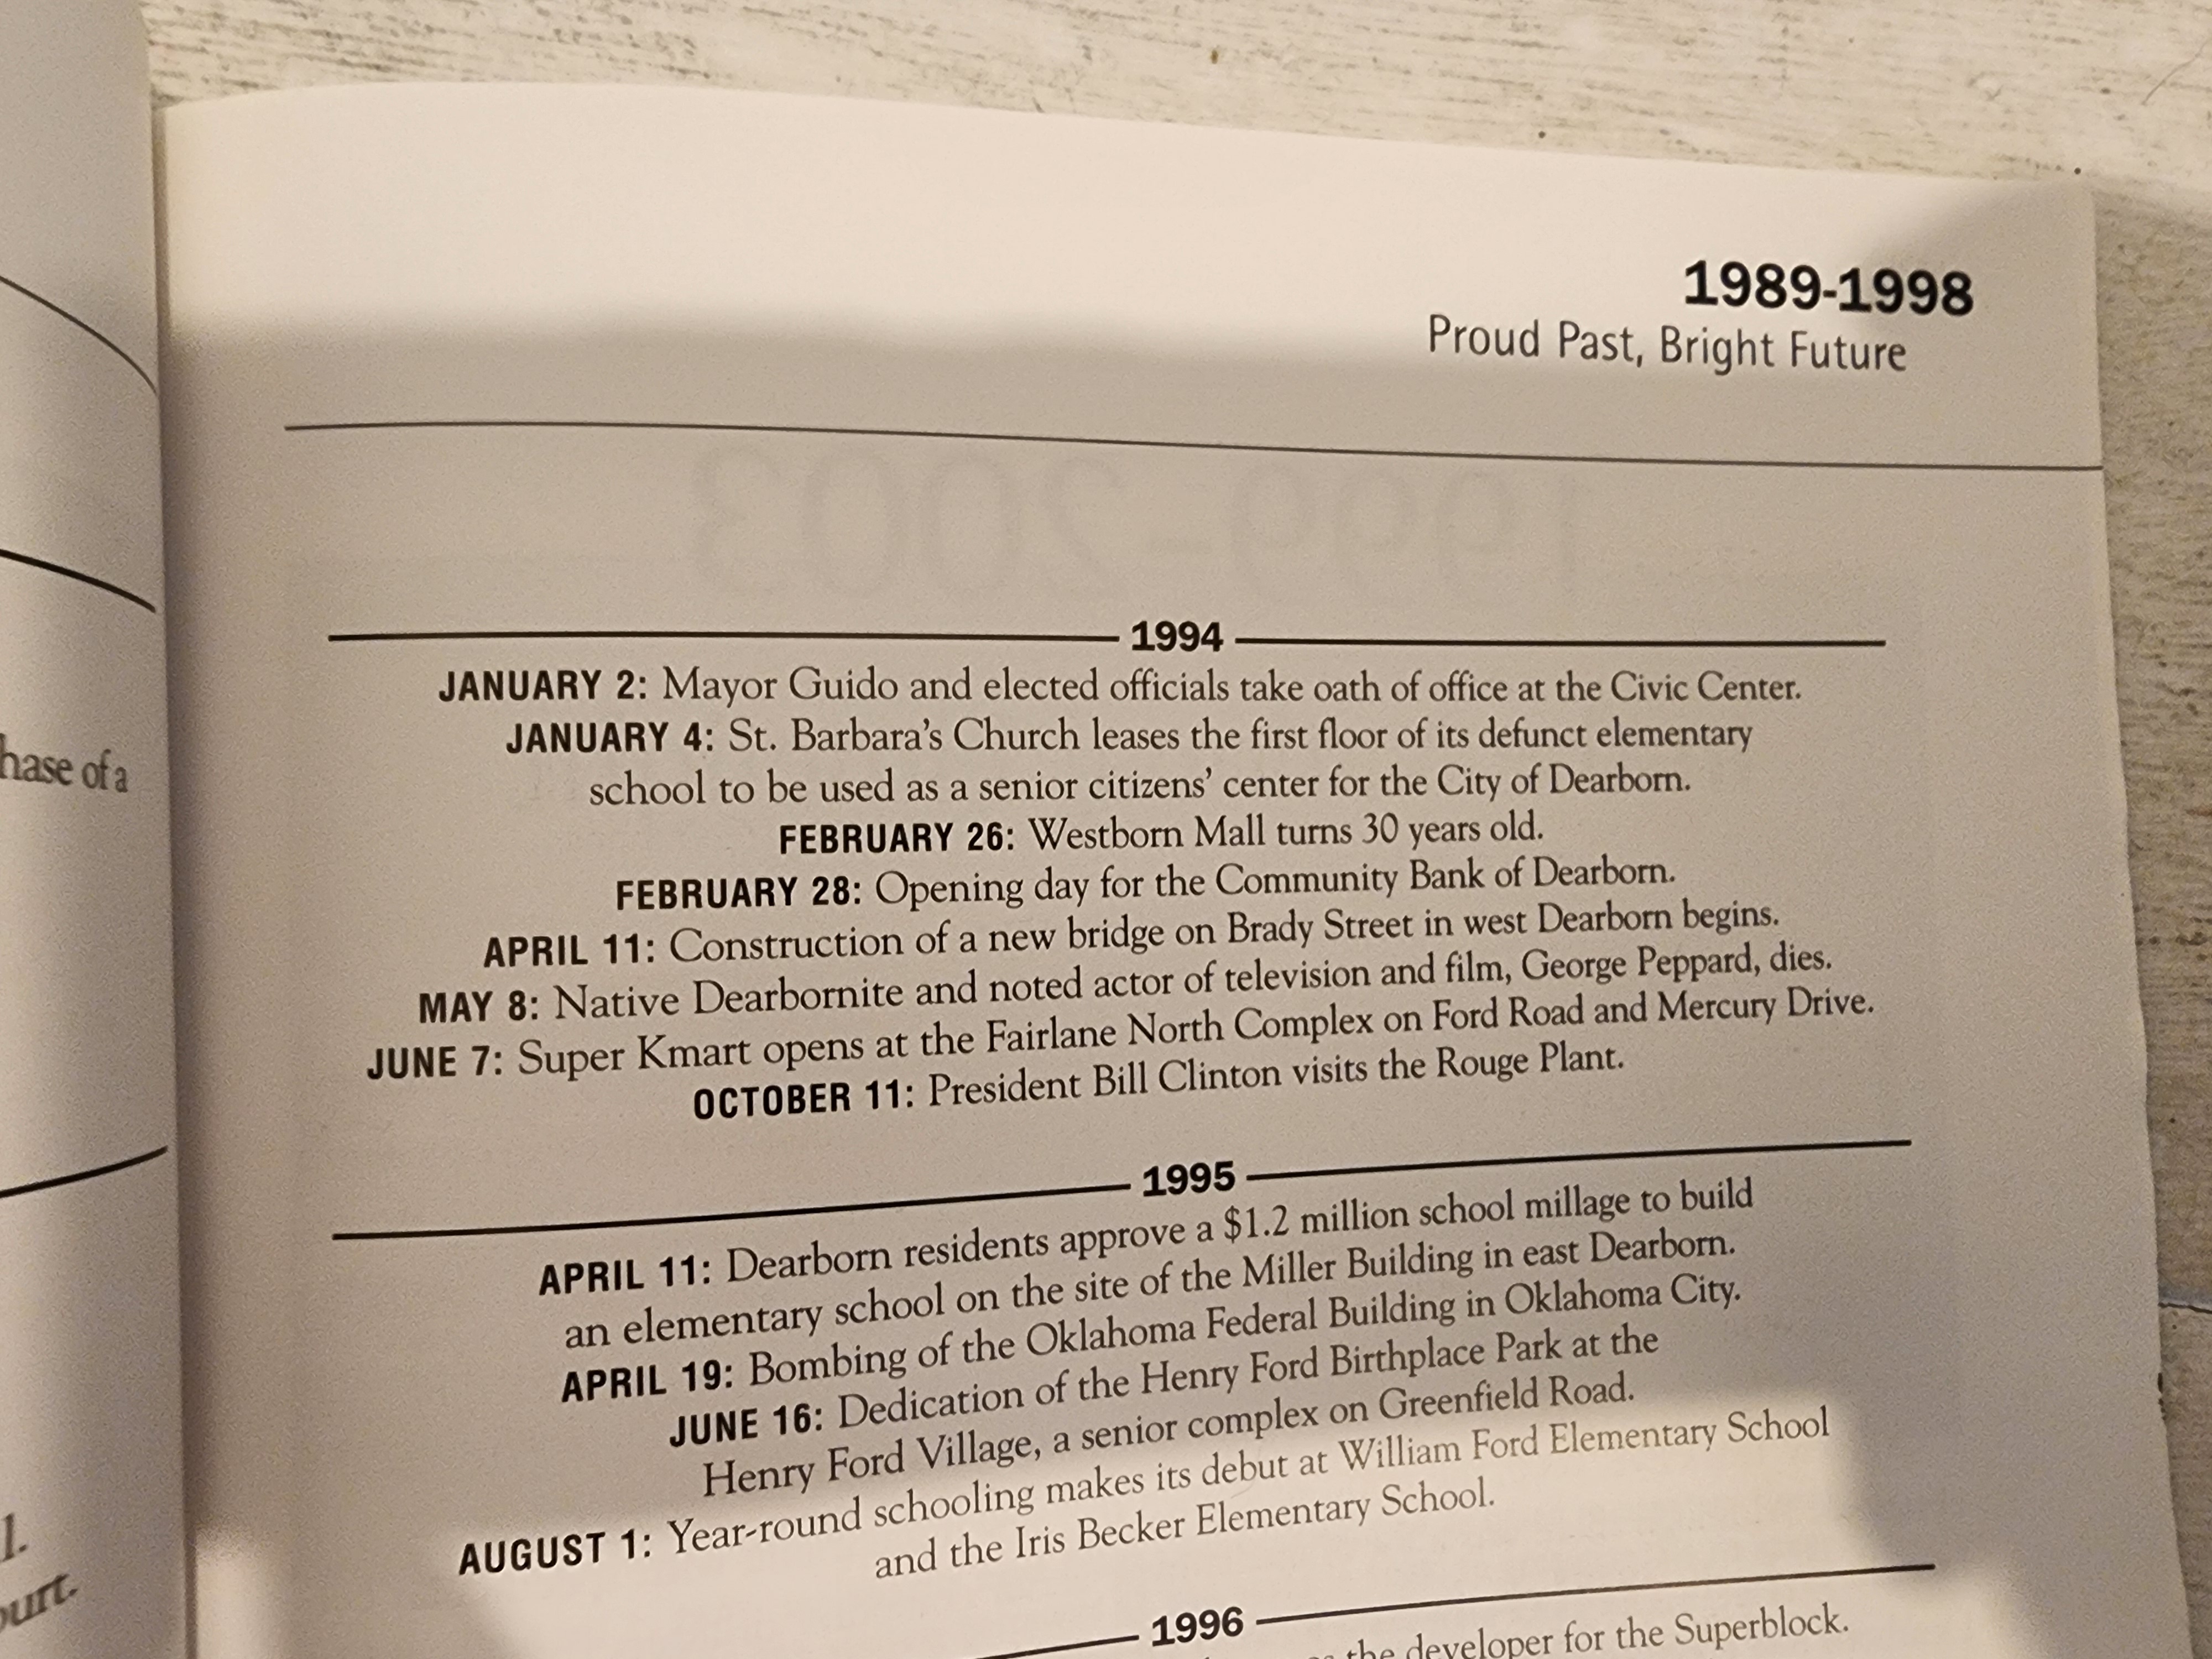 1989-1998
Proud Past, Bright Future
1999-2003
hase of a
l.
ourt.
1994
JANUARY 2: Mayor Guido and elected officials take oath of office at the Civic Center.
JANUARY 4: St. Barbara's Church leases the first floor of its defunct elementary
school to be used as a senior citizens' center for the City of Dearborn.
FEBRUARY 26: Westborn Mall turns 30 years old.
FEBRUARY 28: Opening day for the Community Bank of Dearborn.
APRIL 11: Construction of a new bridge on Brady Street in west Dearborn begins.
MAY 8: Native Dearbornite and noted actor of television and film, George Peppard, dies.
JUNE 7: Super Kmart opens at the Fairlane North Complex on Ford Road and Mercury Drive.
OCTOBER 11: President Bill Clinton visits the Rouge Plant.
1995
APRIL 11: Dearborn residents approve a $1.2 million school millage to build
an elementary school on the site of the Miller Building in east Dearborn.
APRIL 19: Bombing of the Oklahoma Federal Building in Oklahoma City.
JUNE 16: Dedication of the Henry Ford Birthplace Park at the
Henry Ford Village, a senior complex on Greenfield Road.
AUGUST 1: Year-round schooling makes its debut at William Ford Elementary School
and the Iris Becker Elementary School.
1996
the developer for the Superblock.